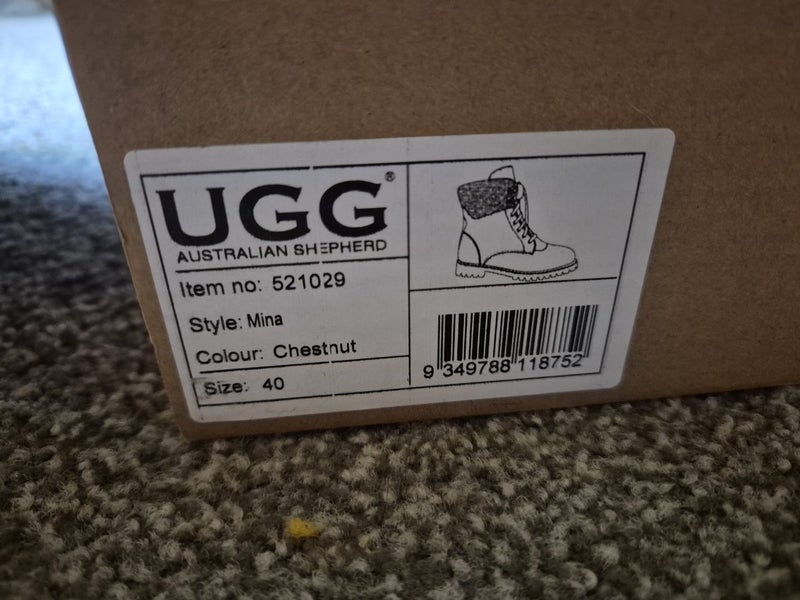 UGG®
AUSTRALIAN SHEPHERD
Item no: 521029
Style: Mina
Colour: Chestnut
Size: 40
9 349788 118752